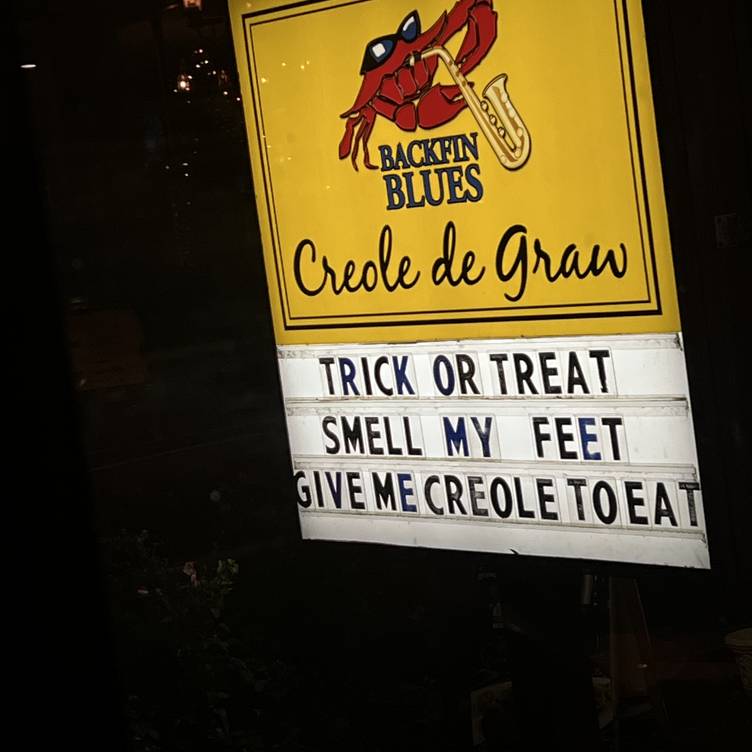 BACKFIN
BLUES
Creole de Graw
TRICK OR TREAT
SMELL MY FEET
GIVE ME CREOLE TO EAT